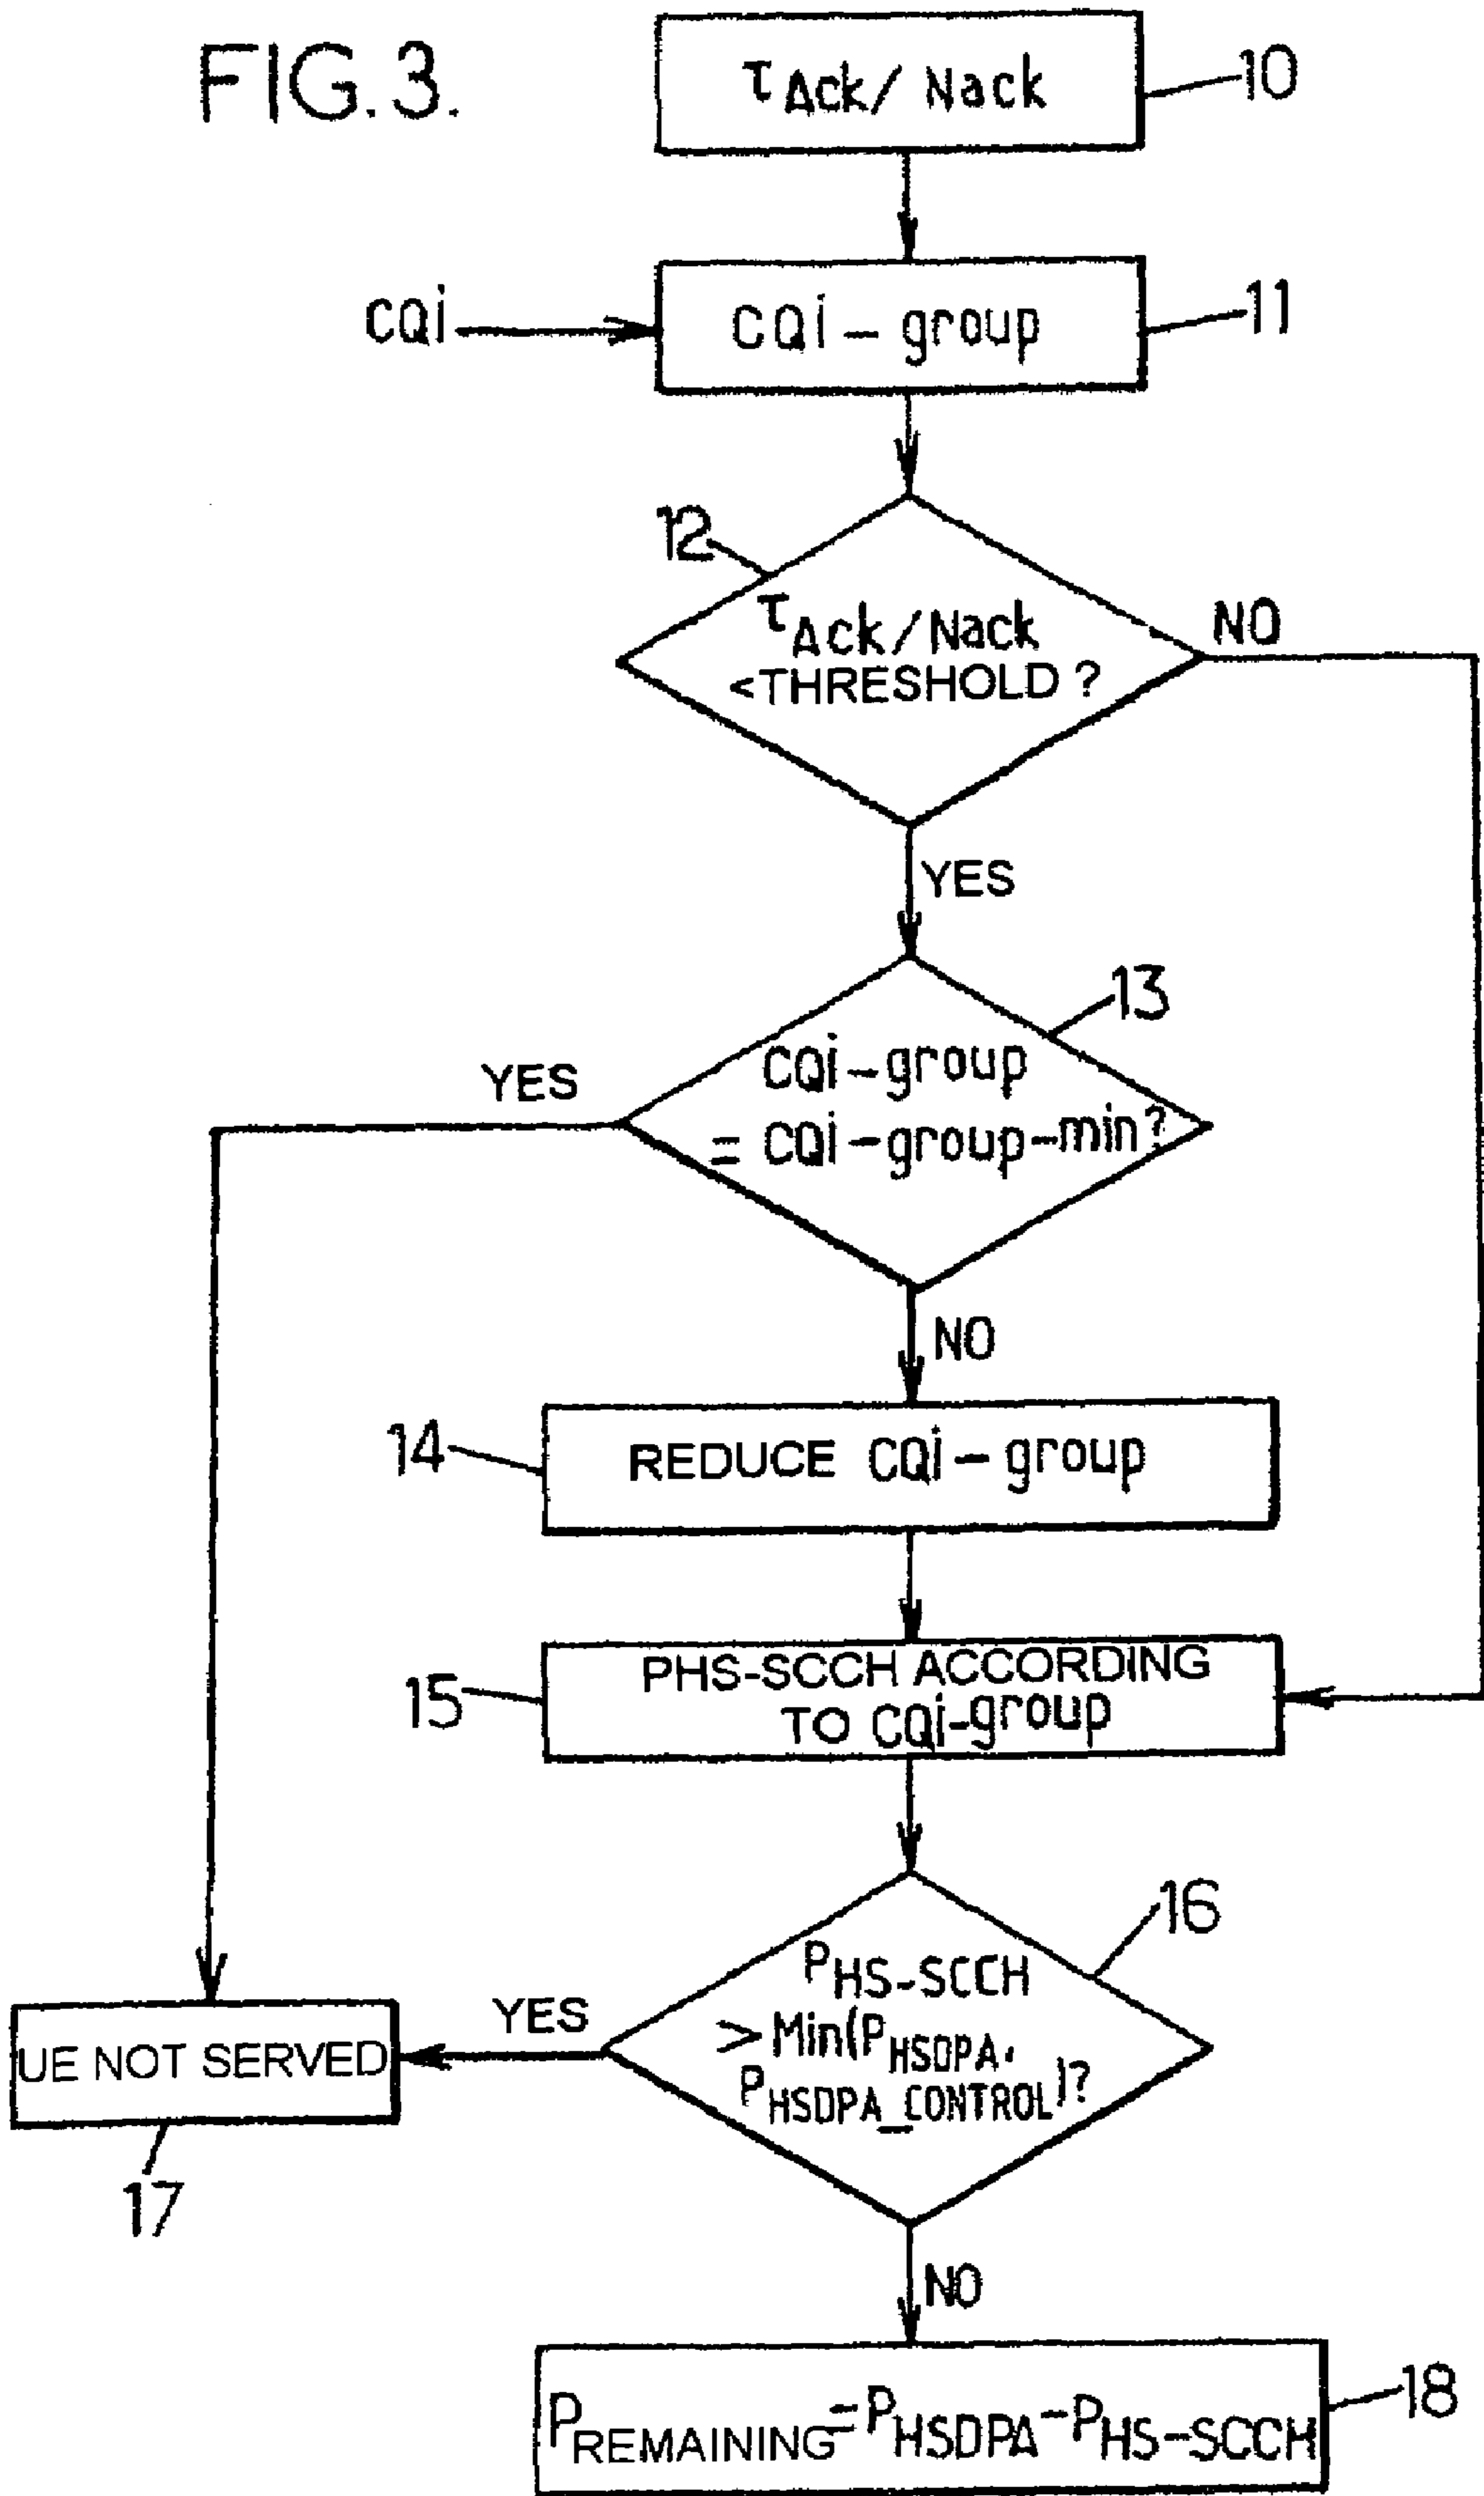 FIG.3.
τAck/Nack
10
cqi
cqi-group
11
12
τAck/Nack
<THRESHOLD ?
NO
YES
13
YES
cqi-group
= cqi-group-min?
NO
14
REDUCE cqi-group
15
PHS-SCCH ACCORDING
TO cqi-group
16
PHS-SCCH
>Min(PHSDPA,
PHSDPA_CONTROL)?
YES
UE NOT SERVED
17
NO
PREMAINING=PHSDPA-PHS-SCCH
18